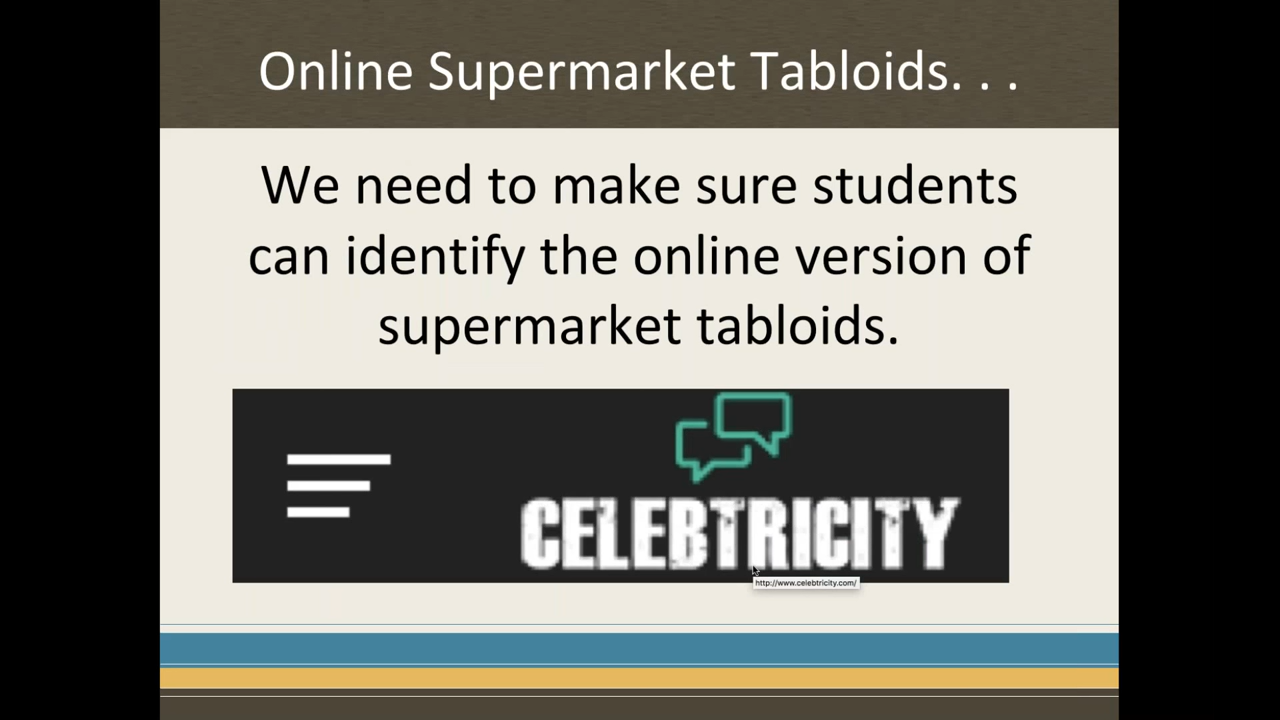 Online Supermarket Tabloids. . .
We need to make sure students
can identify the online version of
supermarket tabloids.
CELEBTRICITY
http://www.celebtricity.com/